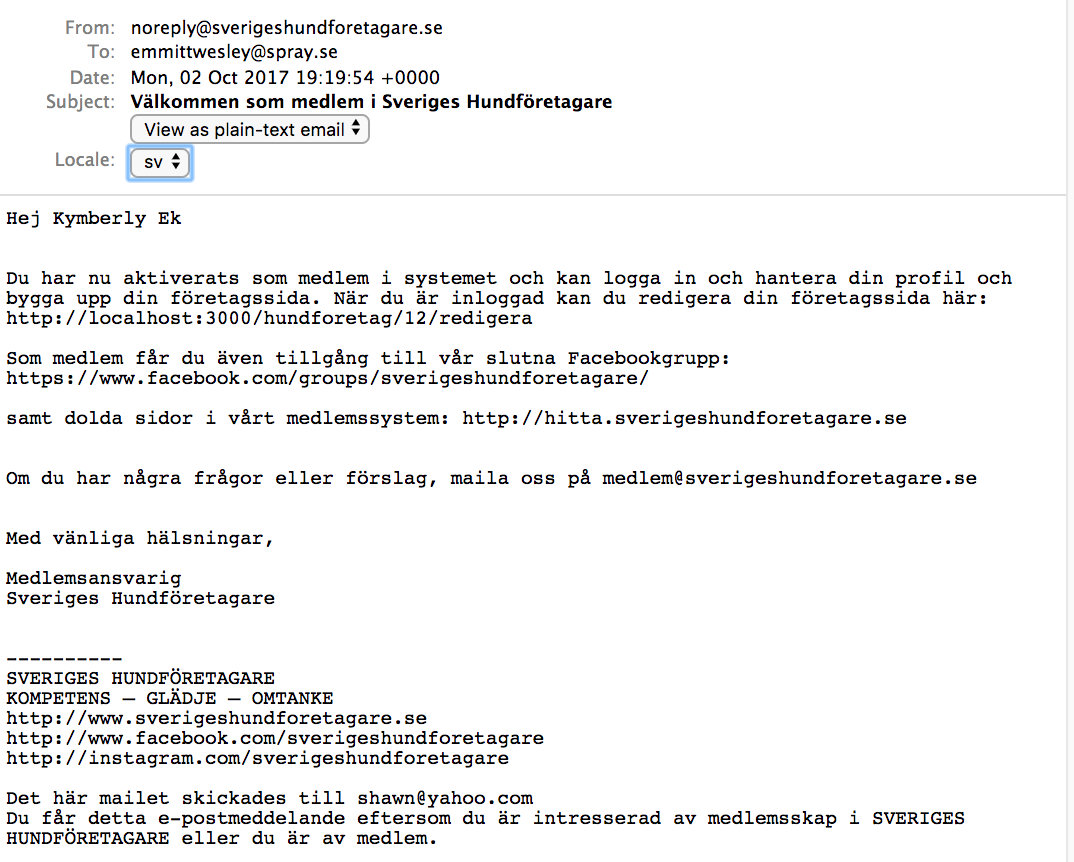 From: noreply@sverigeshundforetagare.se
To: emmittwesley@spray.se
Date: Mon, 02 Oct 2017 19:19:54 +0000
Subject: Välkommen som medlem i Sveriges Hundföretagare
View as plain-text email
Locale: sv
Hej Kymberly Ek
Du har nu aktiverats som medlem i systemet och kan logga in och hantera din profil och
bygga upp din företagssida. När du är inloggad kan du redigera din företagssida här:
http://localhost:3000/hundforetag/12/redigera
Som medlem får du även tillgång till vår slutna Facebookgrupp:
https://www.facebook.com/groups/sverigeshundforetagare/
samt dolda sidor i vårt medlemssystem: http://hitta.sverigeshundforetagare.se
Om du har några frågor eller förslag, maila oss på medlem@sverigeshundforetagare.se
Med vänliga hälsningar,
Medlemsansvarig
Sveriges Hundföretagare
----------
SVERIGES HUNDFÖRETAGARE
KOMPETENS – GLÄDJE – OMTANKE
http://www.sverigeshundforetagare.se
http://www.facebook.com/sverigeshundforetagare
http://instagram.com/sverigeshundforetagare
Det här mailet skickades till shawn@yahoo.com
Du får detta e-postmeddelande eftersom du är intresserad av medlemsskap i SVERIGES
HUNDFÖRETAGARE eller du är av medlem.